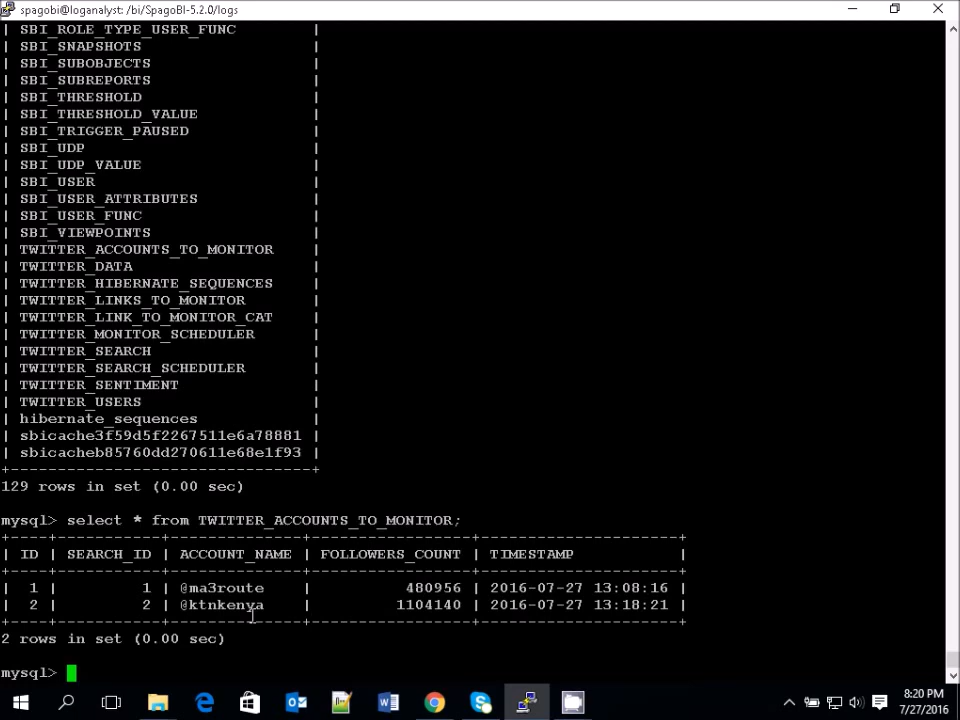 spagobi@loganalyst: /bi/SpagoBI-5.2.0/logs
| SBI_ROLE_TYPE_USER_FUNC |
| SBI_SNAPSHOTS |
| SBI_SUBOBJECTS |
| SBI_SUBREPORTS |
| SBI_THRESHOLD |
| SBI_THRESHOLD_VALUE |
| SBI_TRIGGER_PAUSED |
| SBI_UDP |
| SBI_UDP_VALUE |
| SBI_USER |
| SBI_USER_ATTRIBUTES |
| SBI_USER_FUNC |
| SBI_VIEWPOINTS |
| TWITTER_ACCOUNTS_TO_MONITOR |
| TWITTER_DATA |
| TWITTER_HIBERNATE_SEQUENCES |
| TWITTER_LINKS_TO_MONITOR |
| TWITTER_LINK_TO_MONITOR_CAT |
| TWITTER_MONITOR_SCHEDULER |
| TWITTER_SEARCH |
| TWITTER_SEARCH_SCHEDULER |
| TWITTER_SENTIMENT |
| TWITTER_USERS |
| hibernate_sequences |
| sbicache3f59d5f2267511e6a78881 |
| sbicacheb85760dd270611e68e1f93 |
+--------------------------------+
129 rows in set (0.00 sec)
mysql> select * from TWITTER_ACCOUNTS_TO_MONITOR;
+----+-----------+--------------+-----------------+---------------------+
| ID | SEARCH_ID | ACCOUNT_NAME | FOLLOWERS_COUNT | TIMESTAMP |
+----+-----------+--------------+-----------------+---------------------+
| 1 | 1 | @ma3route | 480956 | 2016-07-27 13:08:16 |
| 2 | 2 | @ktnkenya | 1104140 | 2016-07-27 13:18:21 |
+----+-----------+--------------+-----------------+---------------------+
2 rows in set (0.00 sec)
mysql>
8:20 PM
7/27/2016